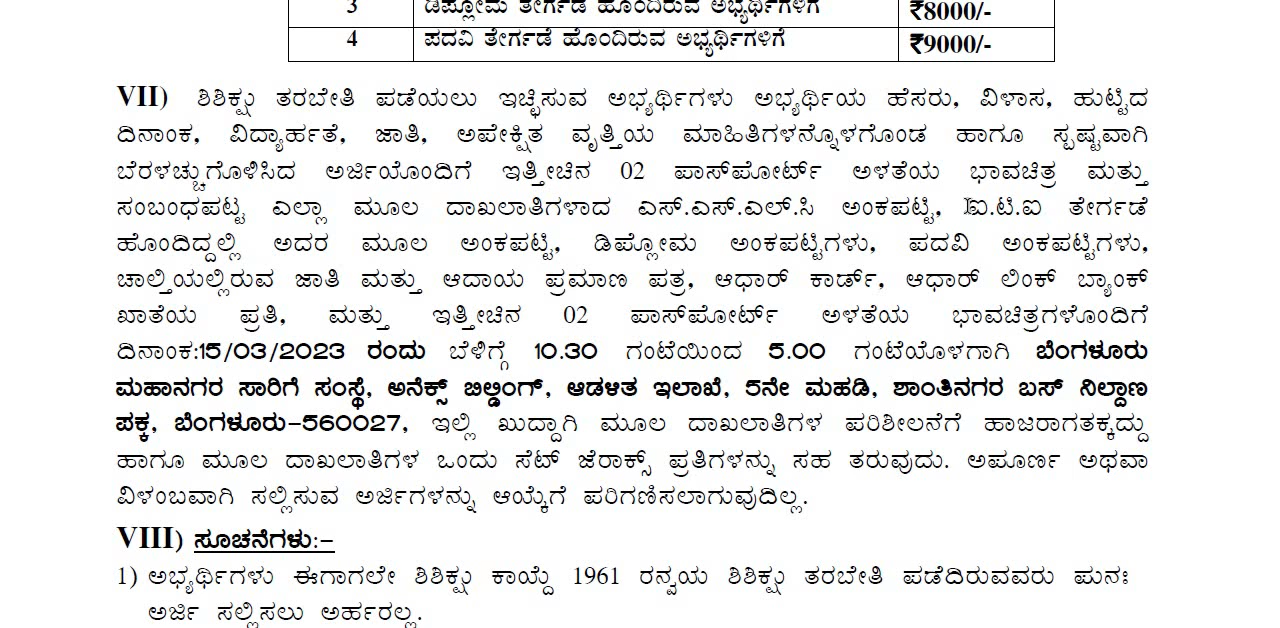 3 ಡಿಪ್ಲೋಮ ತೇರ್ಗಡೆ ಹೊಂದಿರುವ ಅಭ್ಯರ್ಥಿಗಳಿಗೆ ₹8000/-
4 ಪದವಿ ತೇರ್ಗಡೆ ಹೊಂದಿರುವ ಅಭ್ಯರ್ಥಿಗಳಿಗೆ ₹9000/-
VII) ಶಿಶಿಕ್ಷು ತರಬೇತಿ ಪಡೆಯಲು ಇಚ್ಛಿಸುವ ಅಭ್ಯರ್ಥಿಗಳು ಅಭ್ಯರ್ಥಿಯ ಹೆಸರು, ವಿಳಾಸ, ಹುಟ್ಟಿದ
ದಿನಾಂಕ, ವಿದ್ಯಾರ್ಹತೆ, ಜಾತಿ, ಅಪೇಕ್ಷಿತ ವೃತ್ತಿಯ ಮಾಹಿತಿಗಳನ್ನೊಳಗೊಂಡ ಹಾಗೂ ಸ್ಪಷ್ಟವಾಗಿ
ಬೆರಳಚ್ಚುಗೊಳಿಸಿದ ಅರ್ಜಿಯೊಂದಿಗೆ ಇತ್ತೀಚಿನ 02 ಪಾಸ್‌ಪೋರ್ಟ್ ಅಳತೆಯ ಭಾವಚಿತ್ರ ಮತ್ತು
ಸಂಬಂಧಪಟ್ಟ ಎಲ್ಲಾ ಮೂಲ ದಾಖಲಾತಿಗಳಾದ ಎಸ್.ಎಸ್.ಎಲ್.ಸಿ ಅಂಕಪಟ್ಟಿ, ಐ.ಟಿ.ಐ ತೇರ್ಗಡೆ
ಹೊಂದಿದ್ದಲ್ಲಿ ಅದರ ಮೂಲ ಅಂಕಪಟ್ಟಿ, ಡಿಪ್ಲೋಮ ಅಂಕಪಟ್ಟಿಗಳು, ಪದವಿ ಅಂಕಪಟ್ಟಿಗಳು,
ಚಾಲ್ತಿಯಲ್ಲಿರುವ ಜಾತಿ ಮತ್ತು ಆದಾಯ ಪ್ರಮಾಣ ಪತ್ರ, ಆಧಾರ್ ಕಾರ್ಡ್, ಆಧಾರ್ ಲಿಂಕ್ ಬ್ಯಾಂಕ್
ಖಾತೆಯ ಪ್ರತಿ, ಮತ್ತು ಇತ್ತೀಚಿನ 02 ಪಾಸ್‌ಪೋರ್ಟ್ ಅಳತೆಯ ಭಾವಚಿತ್ರಗಳೊಂದಿಗೆ
ದಿನಾಂಕ:15/03/2023 ರಂದು ಬೆಳಿಗ್ಗೆ 10.30 ಗಂಟೆಯಿಂದ 5.00 ಗಂಟೆಯೊಳಗಾಗಿ ಬೆಂಗಳೂರು
ಮಹಾನಗರ ಸಾರಿಗೆ ಸಂಸ್ಥೆ, ಅನೆಕ್ಸ್ ಬಿಲ್ಡಿಂಗ್, ಆಡಳಿತ ಇಲಾಖೆ, 5ನೇ ಮಹಡಿ, ಶಾಂತಿನಗರ ಬಸ್ ನಿಲ್ದಾಣ
ಪಕ್ಕ, ಬೆಂಗಳೂರು-560027, ಇಲ್ಲಿ ಖುದ್ದಾಗಿ ಮೂಲ ದಾಖಲಾತಿಗಳ ಪರಿಶೀಲನೆಗೆ ಹಾಜರಾಗತಕ್ಕದ್ದು
ಹಾಗೂ ಮೂಲ ದಾಖಲಾತಿಗಳ ಒಂದು ಸೆಟ್ ಜೆರಾಕ್ಸ್ ಪ್ರತಿಗಳನ್ನು ಸಹ ತರುವುದು. ಅಪೂರ್ಣ ಅಥವಾ
ವಿಳಂಬವಾಗಿ ಸಲ್ಲಿಸುವ ಅರ್ಜಿಗಳನ್ನು ಆಯ್ಕೆಗೆ ಪರಿಗಣಿಸಲಾಗುವುದಿಲ್ಲ.
VIII) ಸೂಚನೆಗಳು:-
1) ಅಭ್ಯರ್ಥಿಗಳು ಈಗಾಗಲೇ ಶಿಶಿಕ್ಷು ಕಾಯ್ದೆ 1961 ರನ್ವಯ ಶಿಶಿಕ್ಷು ತರಬೇತಿ ಪಡೆದಿರುವವರು ಪುನಃ
ಅರ್ಜಿ ಸಲ್ಲಿಸಲು ಅರ್ಹರಲ್ಲ.